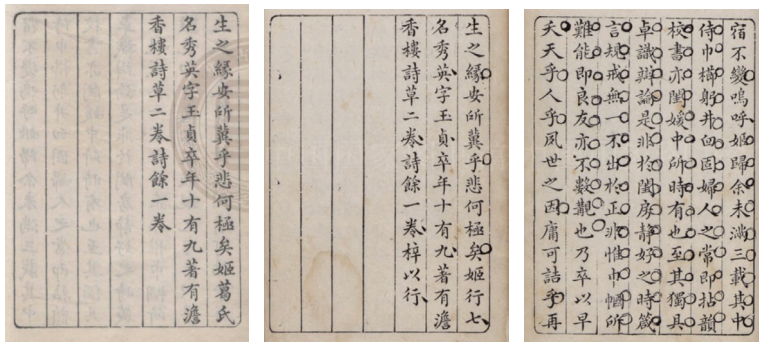 宿不變嗚呼姬歸余未滿三載其中
侍巾櫛躬井臼固婦人之常即拈韻
校書亦閨媛中所時有也至其獨具
卓識辯論是非於閨房靜好之時箴
言規戒無一不出於正非惟巾幗所
難能即良友亦不數覯也乃卒以早
夭天乎人乎夙世之因庸可詰乎再
生之緣安所冀乎悲何極矣姬行七
名秀英字玉貞卒年十有九著有澹
香樓詩草二卷詩餘一卷梓以行
生之緣安所冀乎悲何極矣姬葛氏
名秀英字玉貞卒年十有九著有澹
香樓詩草二卷詩餘一卷